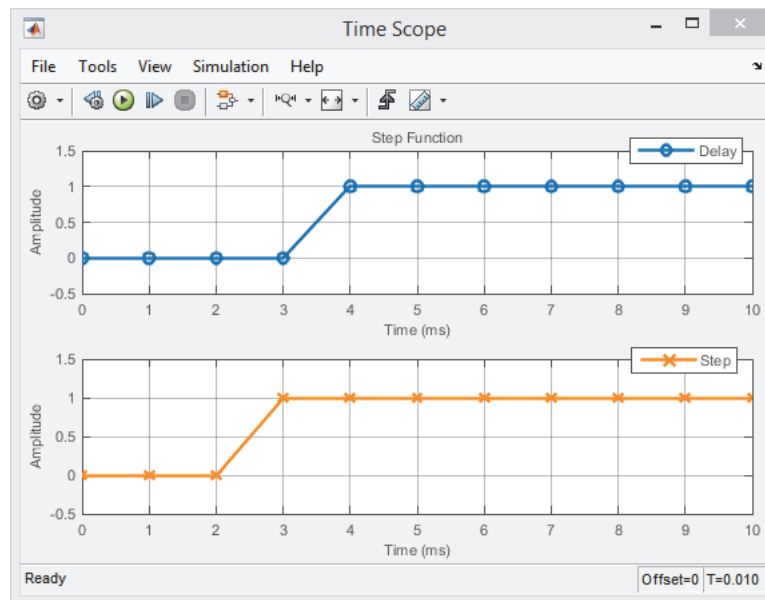 Time Scope
File Tools View Simulation Help
Step Function
Delay
1.5
1
0.5
0
-0.5
Amplitude
0 1 2 3 4 5 6 7 8 9 10
Time (ms)
Step
1.5
1
0.5
0
-0.5
Amplitude
0 1 2 3 4 5 6 7 8 9 10
Time (ms)
Ready Offset=0 T=0.010